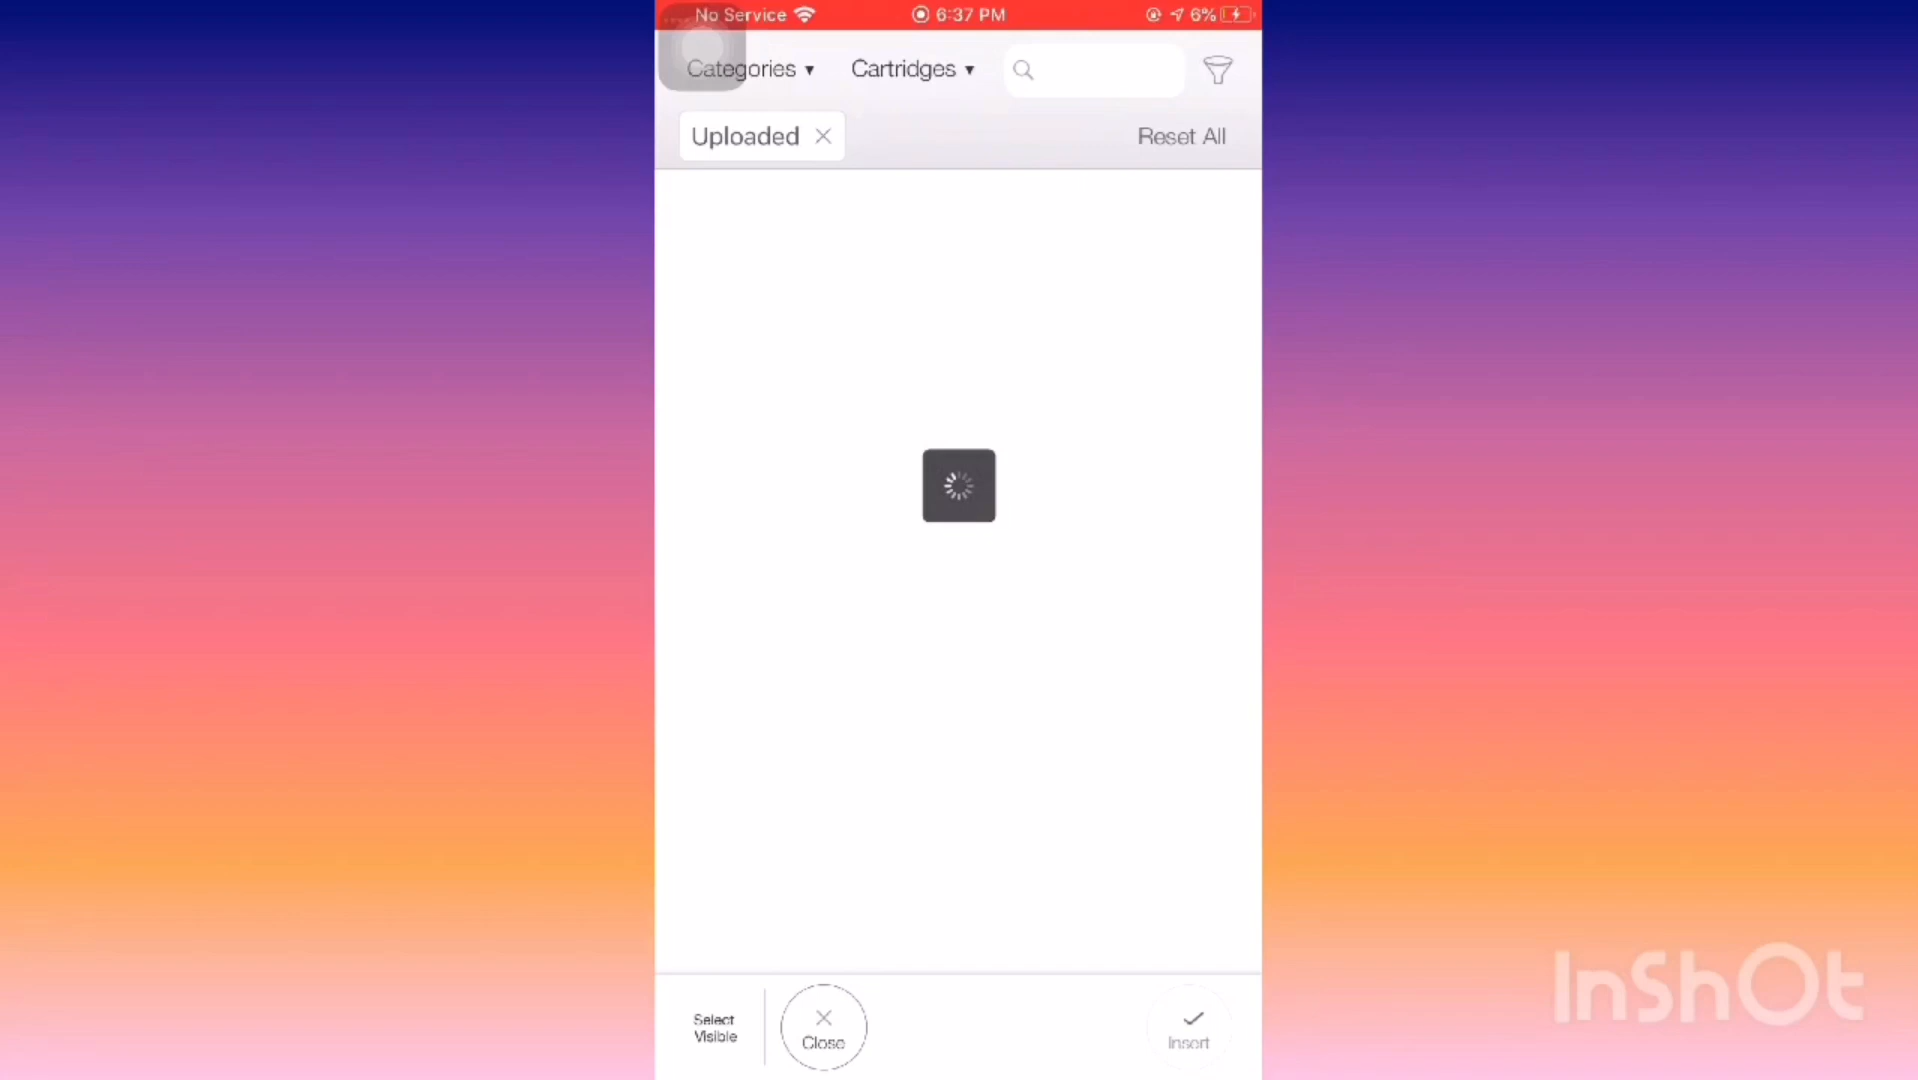 No Service 6:37 PM 6%
Categories ▾ Cartridges ▾
Uploaded × Reset All
Select
Visible
Close
Insert
InShOt